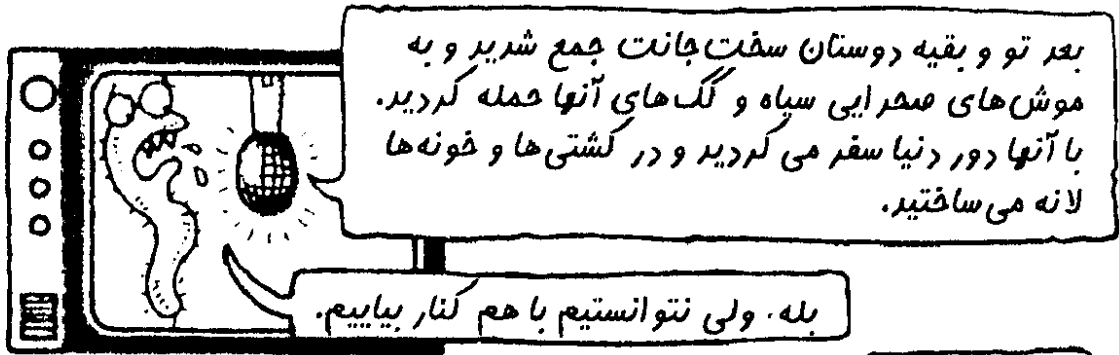 بعد تو و بقیه دوستان سخت‌جانت جمع شدید و به
موش‌های صحرایی سیاه و کک‌های آنها حمله کردید.
با آنها دور دنیا سفر می کردید و در کشتی‌ها و خونه‌ها
لانه می‌ساختید.
بله. ولی نتوانستیم با هم کنار بیاییم.